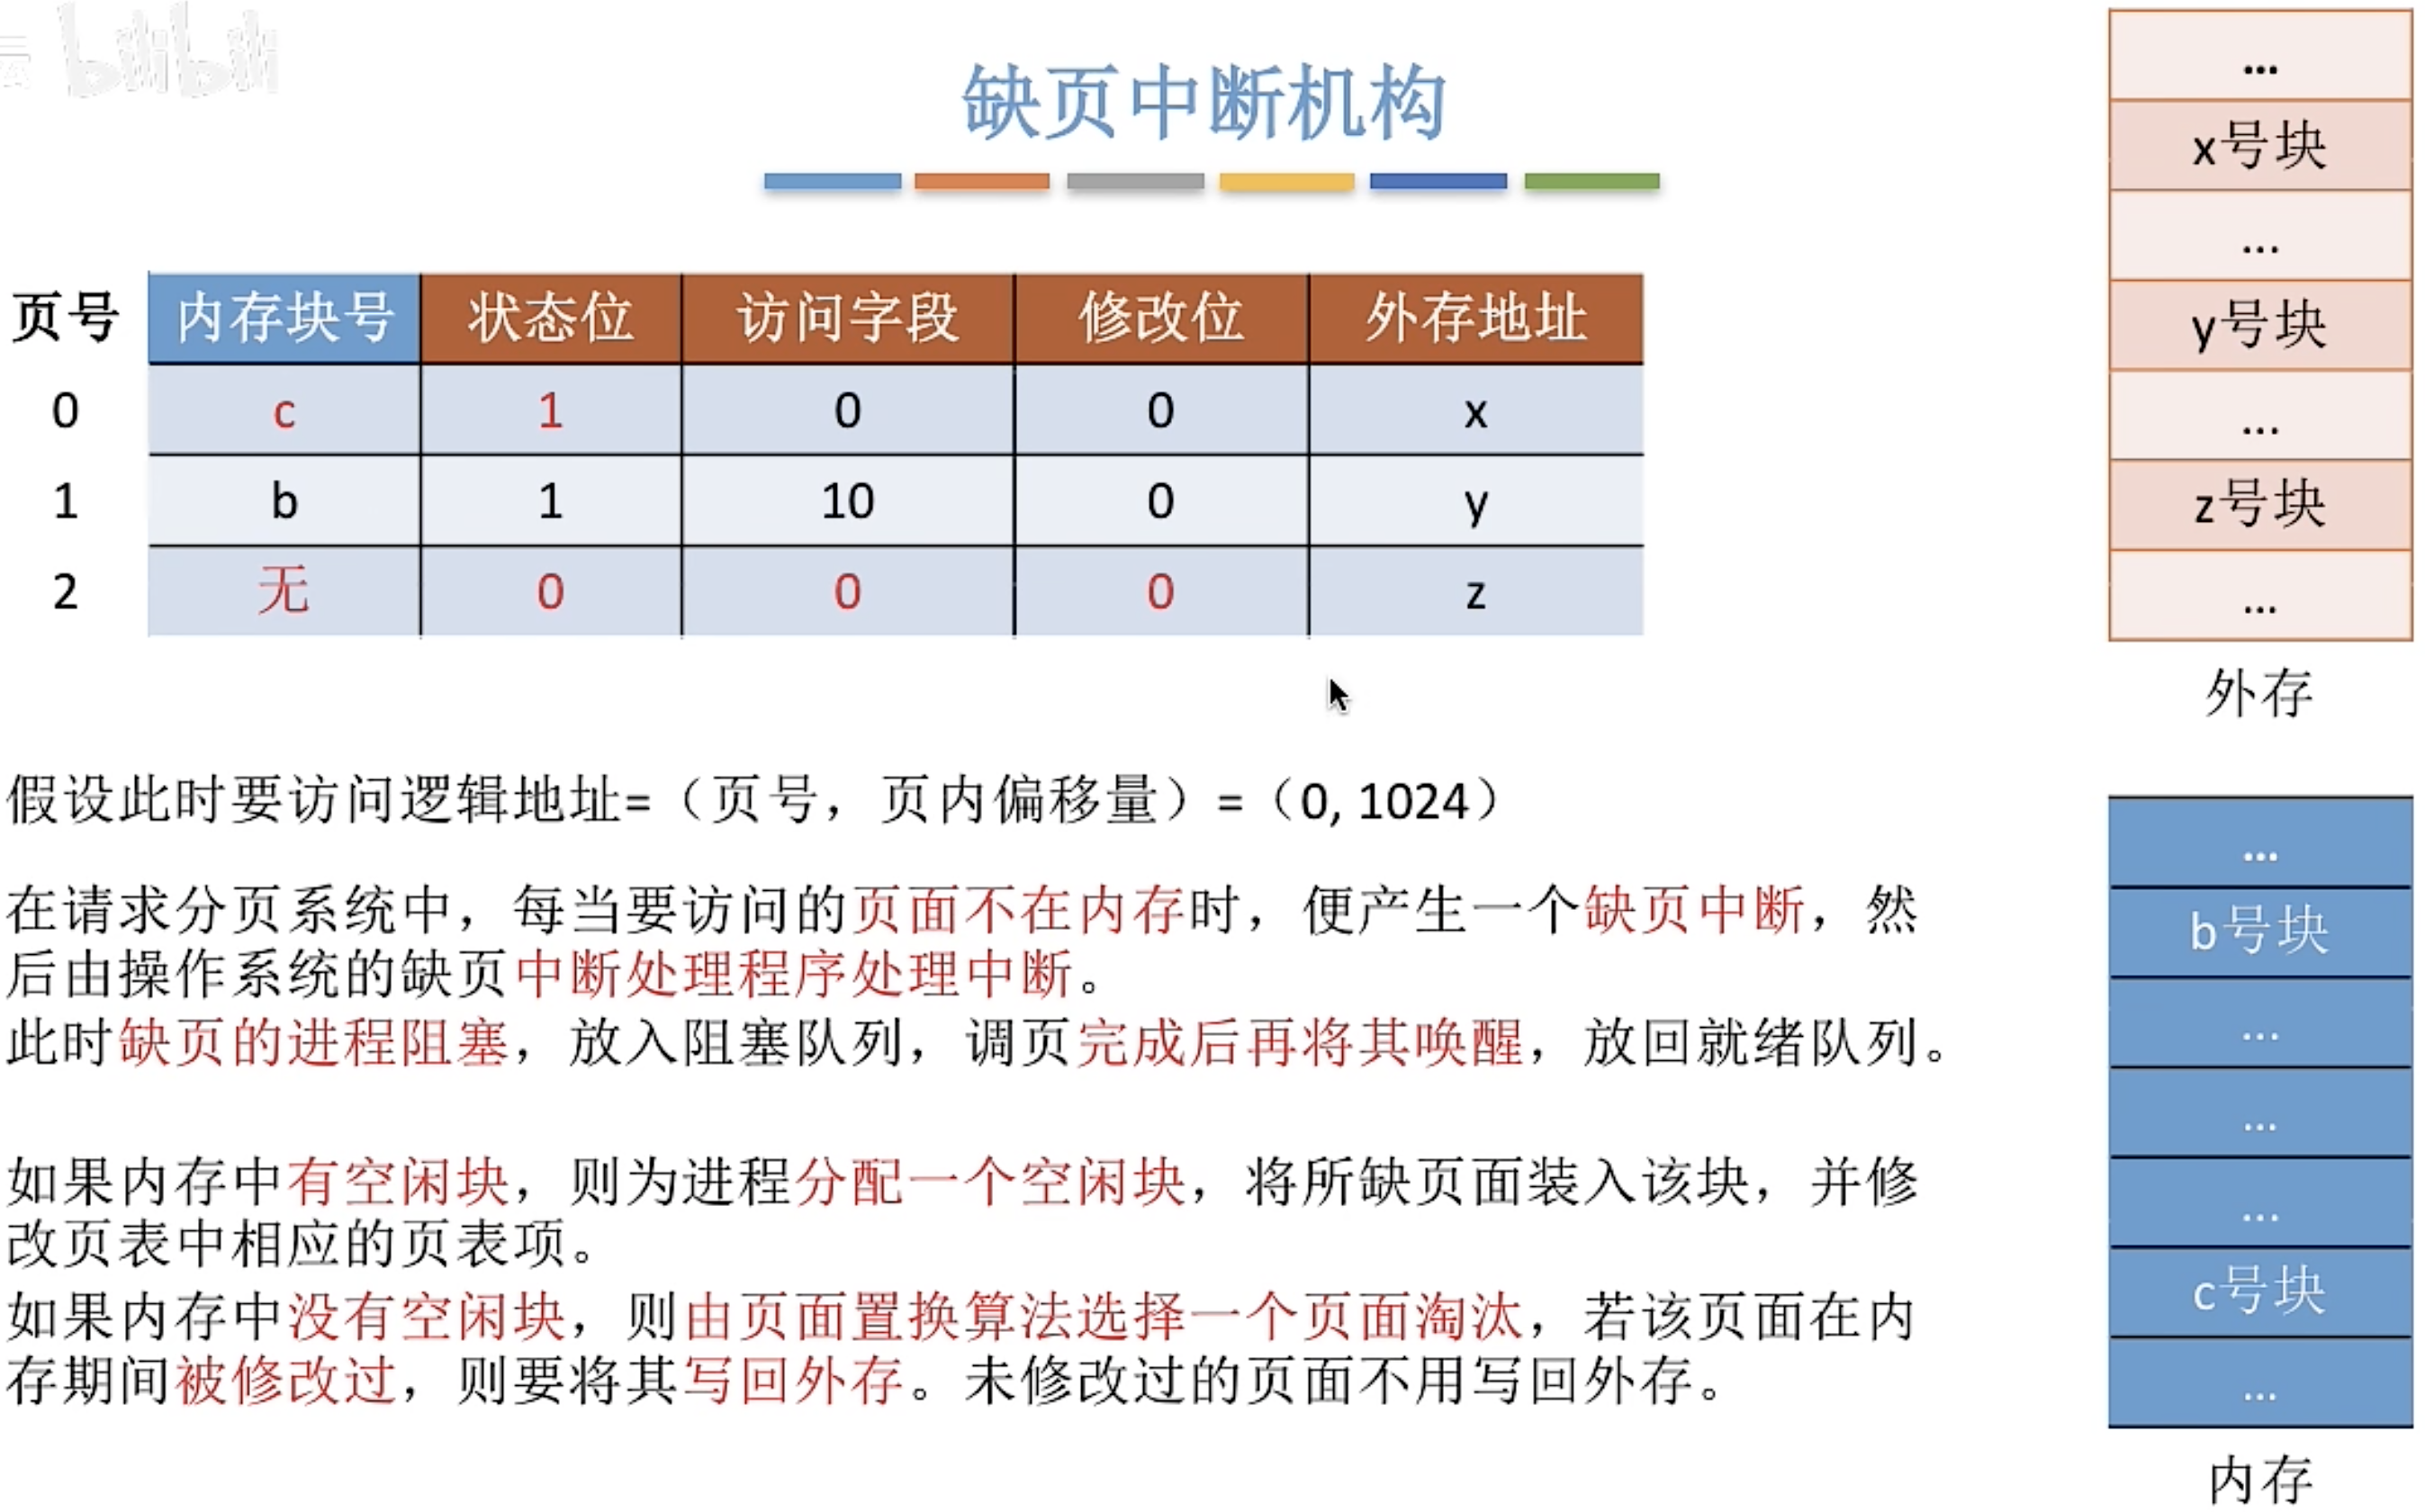 云 bilibili
缺页中断机构
页号 内存块号 状态位 访问字段 修改位 外存地址
0 c 1 0 0 x
1 b 1 10 0 y
2 无 0 0 0 z
假设此时要访问逻辑地址=（页号，页内偏移量）=（0, 1024）
在请求分页系统中，每当要访问的页面不在内存时，便产生一个缺页中断，然
后由操作系统的缺页中断处理程序处理中断。
此时缺页的进程阻塞，放入阻塞队列，调页完成后再将其唤醒，放回就绪队列。
如果内存中有空闲块，则为进程分配一个空闲块，将所缺页面装入该块，并修
改页表中相应的页表项。
如果内存中没有空闲块，则由页面置换算法选择一个页面淘汰，若该页面在内
存期间被修改过，则要将其写回外存。未修改过的页面不用写回外存。
...
x号块
...
y号块
...
z号块
...
外存
...
b号块
...
...
...
c号块
...
内存